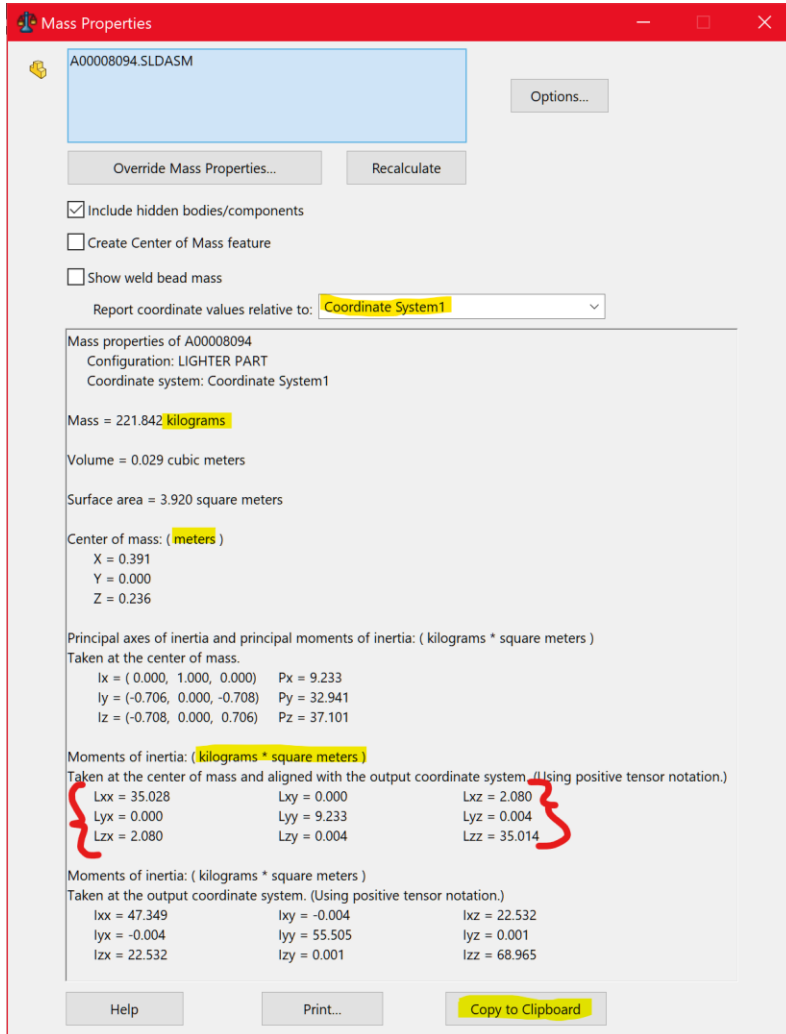 Mass Properties
A00008094.SLDASM
Options...
Override Mass Properties...
Recalculate
Include hidden bodies/components
Create Center of Mass feature
Show weld bead mass
Report coordinate values relative to: Coordinate System1
Mass properties of A00008094
Configuration: LIGHTER PART
Coordinate system: Coordinate System1
Mass = 221.842 kilograms
Volume = 0.029 cubic meters
Surface area = 3.920 square meters
Center of mass: ( meters )
X = 0.391
Y = 0.000
Z = 0.236
Principal axes of inertia and principal moments of inertia: ( kilograms * square meters )
Taken at the center of mass.
Ix = ( 0.000, 1.000, 0.000) Px = 9.233
Iy = (-0.706, 0.000, -0.708) Py = 32.941
Iz = (-0.708, 0.000, 0.706) Pz = 37.101
Moments of inertia: ( kilograms * square meters )
Taken at the center of mass and aligned with the output coordinate system. (Using positive tensor notation.)
Lxx = 35.028 Lxy = 0.000 Lxz = 2.080
Lyx = 0.000 Lyy = 9.233 Lyz = 0.004
Lzx = 2.080 Lzy = 0.004 Lzz = 35.014
Moments of inertia: ( kilograms * square meters )
Taken at the output coordinate system. (Using positive tensor notation.)
Ixx = 47.349 Ixy = -0.004 Ixz = 22.532
Iyx = -0.004 Iyy = 55.505 Iyz = 0.001
Izx = 22.532 Izy = 0.001 Izz = 68.965
Help
Print...
Copy to Clipboard